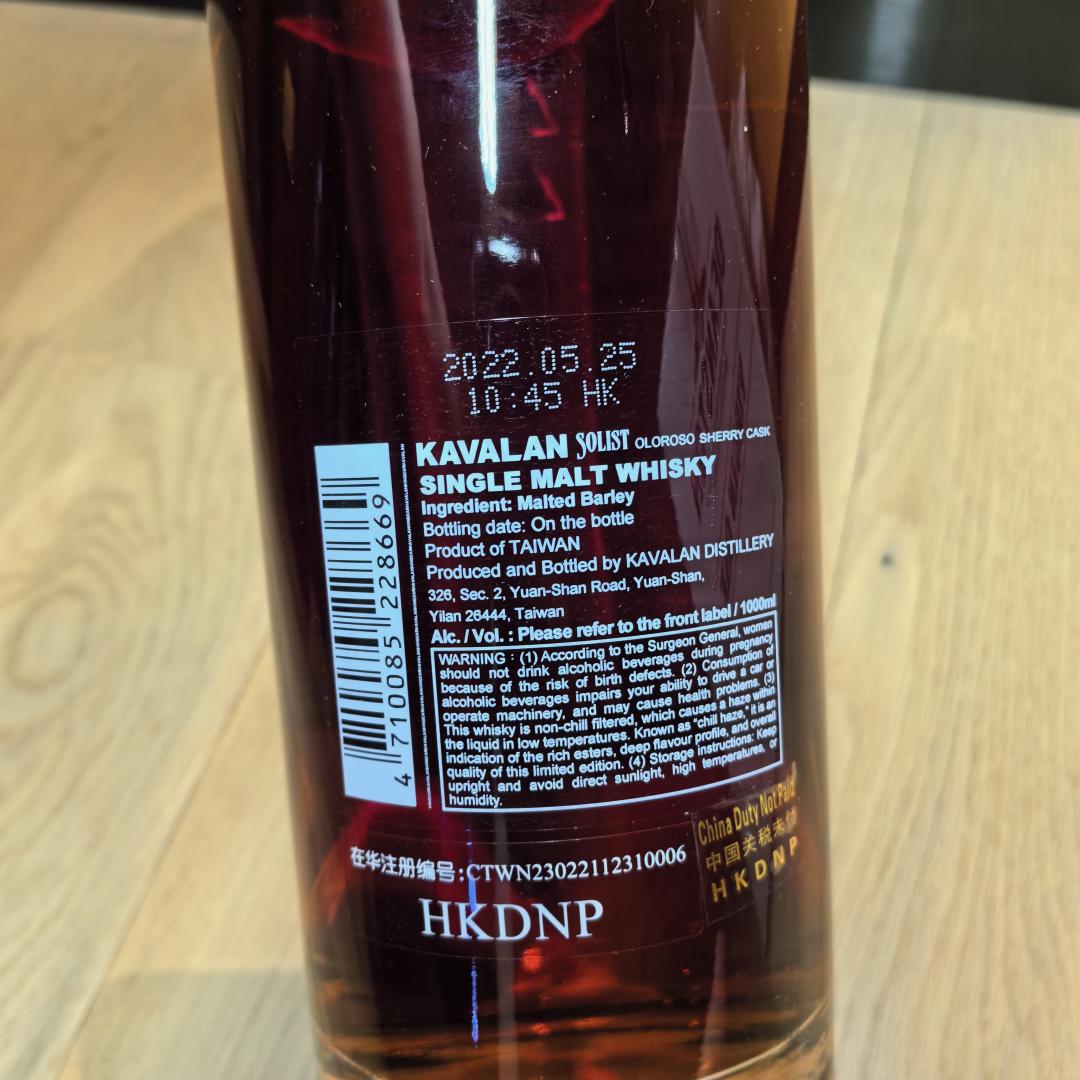 2022.05.25
10:45 HK
KAVALAN SOLIST OLOROSO SHERRY CASK
SINGLE MALT WHISKY
Ingredient: Malted Barley
Bottling date: On the bottle
Product of TAIWAN
Produced and Bottled by KAVALAN DISTILLERY
326, Sec. 2, Yuan-Shan Road, Yuan-Shan,
Yilan 26444, Taiwan
Alc. / Vol. : Please refer to the front label / 1000ml
WARNING : (1) According to the Surgeon General, women
should not drink alcoholic beverages during pregnancy
because of the risk of birth defects. (2) Consumption of
alcoholic beverages impairs your ability to drive a car or
operate machinery, and may cause health problems. (3)
This whisky is non-chill filtered, which causes a haze within
the liquid in low temperatures. Known as "chill haze," it is an
indication of the rich esters, deep flavour profile, and overall
quality of this limited edition. (4) Storage instructions: Keep
upright and avoid direct sunlight, high temperatures, or
humidity.
4 710085 228669
在华注册编号:CTWN23022112310006
HKDNP
China Duty Not Paid
中国关税未付
HKDNP